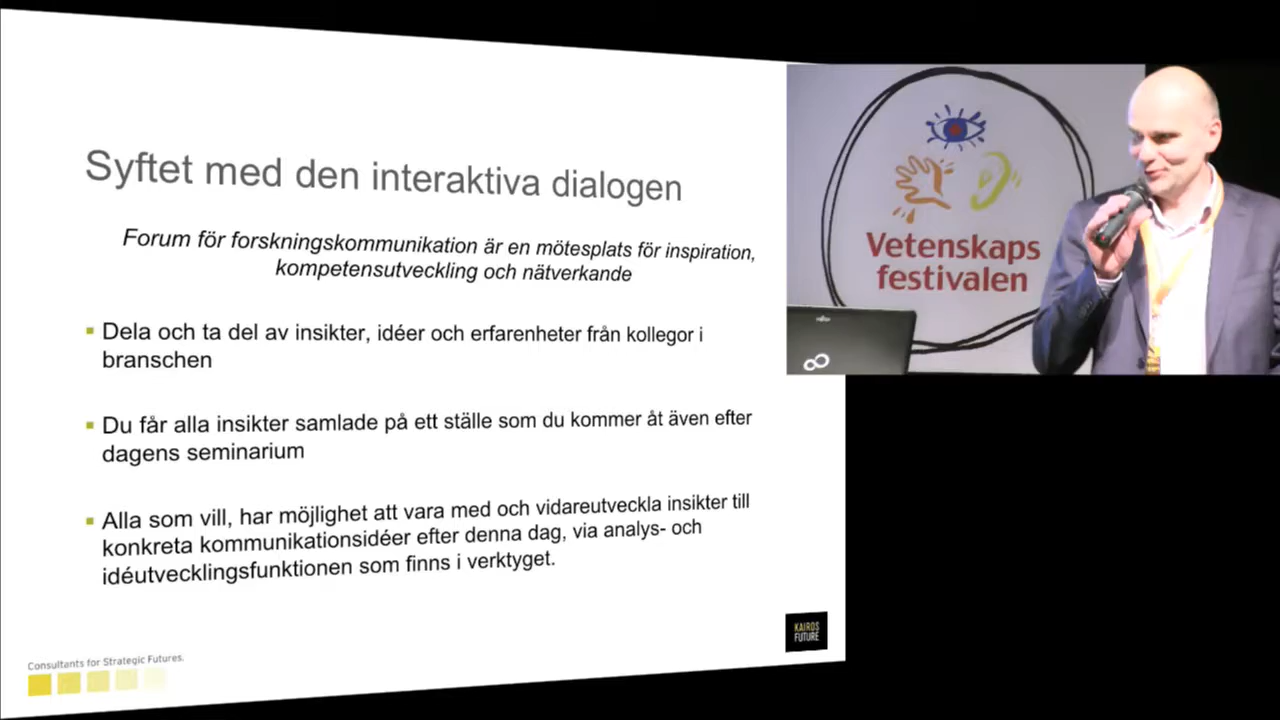 Syftet med den interaktiva dialogen
Forum för forskningskommunikation är en mötesplats för inspiration,
kompetensutveckling och nätverkande
Dela och ta del av insikter, idéer och erfarenheter från kollegor i
branschen
Du får alla insikter samlade på ett ställe som du kommer åt även efter
dagens seminarium
Alla som vill, har möjlighet att vara med och vidareutveckla insikter till
konkreta kommunikationsidéer efter denna dag, via analys- och
idéutvecklingsfunktionen som finns i verktyget.
Consultants for Strategic Futures.
KAIROS
FUTURE
Vetenskaps
festivalen
FUJITSU